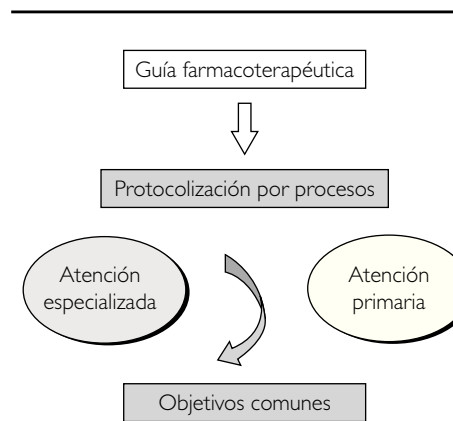 Guía farmacoterapéutica
Protocolización por procesos
Atención
especializada
Atención
primaria
Objetivos comunes